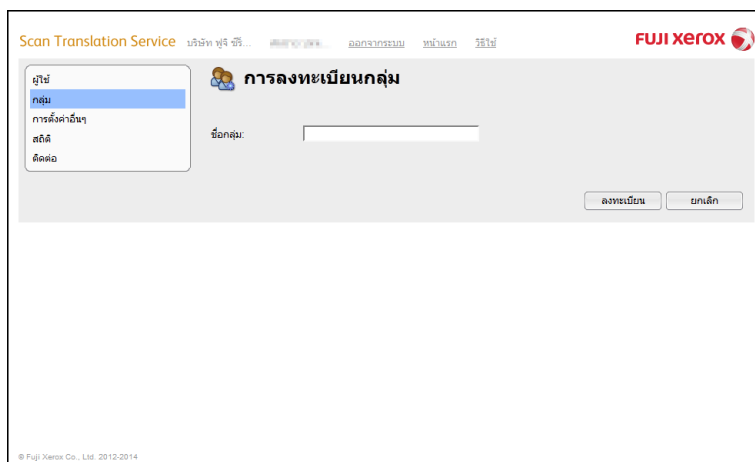 Scan Translation Service บริษัท ฟูจิ ซีร็... ออกจากระบบ หน้าแรก วิธีใช้ FUJI XEROX
ผู้ใช้
กลุ่ม
การตั้งค่าอื่นๆ
สถิติ
ติดต่อ
การลงทะเบียนกลุ่ม
ชื่อกลุ่ม:
ลงทะเบียน ยกเลิก
© Fuji Xerox Co., Ltd. 2012-2014